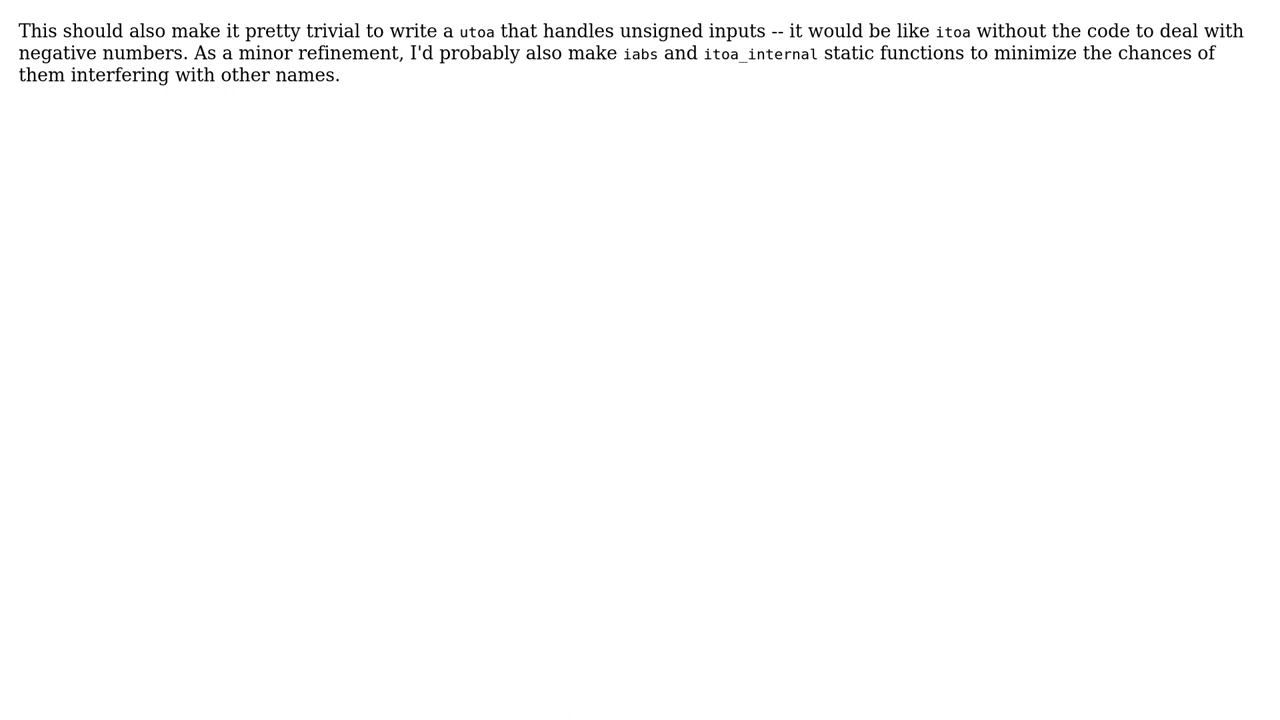 This should also make it pretty trivial to write a utoa that handles unsigned inputs -- it would be like itoa without the code to deal with
negative numbers. As a minor refinement, I'd probably also make iabs and itoa_internal static functions to minimize the chances of
them interfering with other names.